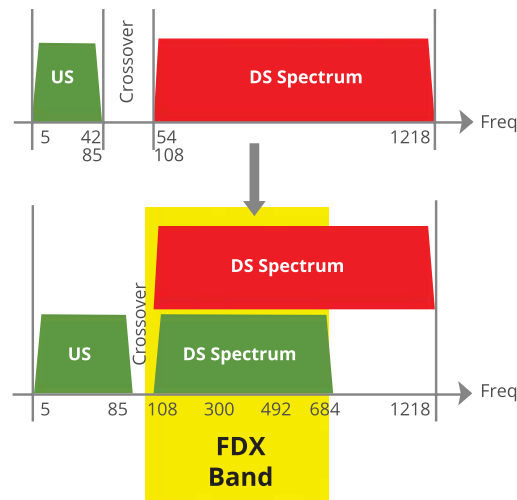 Crossover
US
DS Spectrum
Freq
5 42 54 1218
85 108
DS Spectrum
Crossover
US
DS Spectrum
Freq
5 85 108 300 492 684 1218
FDX
Band